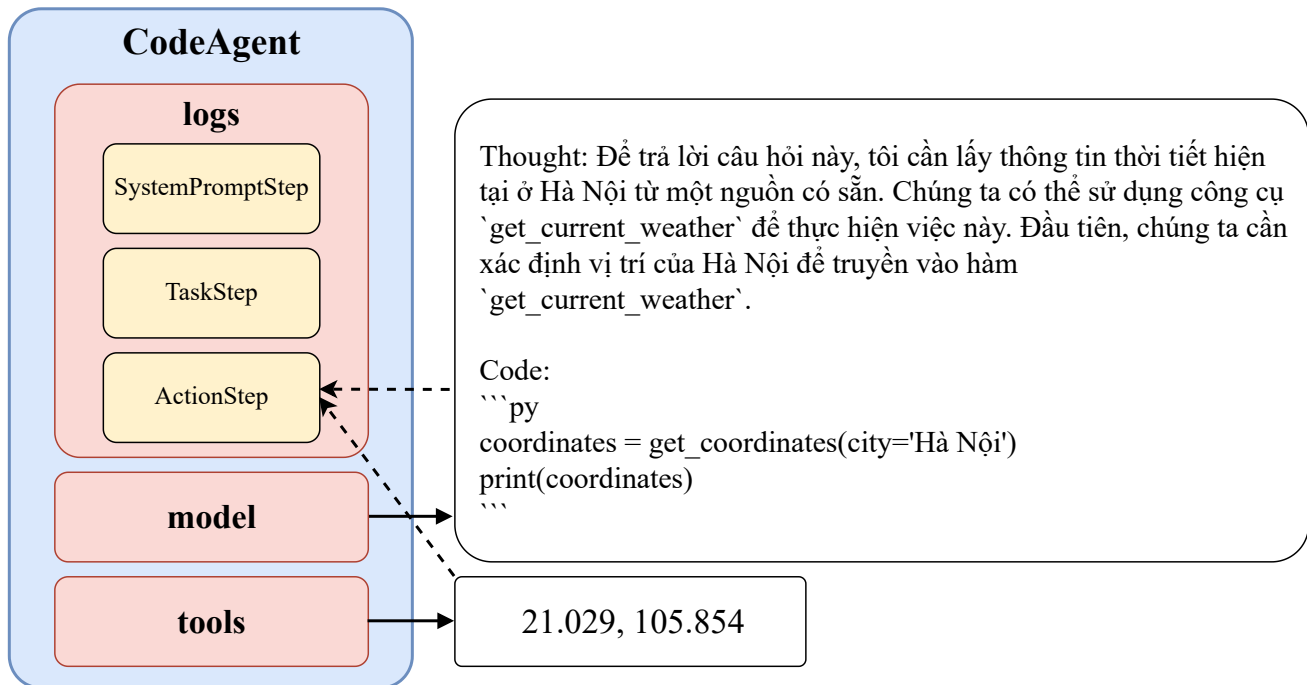 CodeAgent
logs
SystemPromptStep
TaskStep
ActionStep
model
tools
Thought: Để trả lời câu hỏi này, tôi cần lấy thông tin thời tiết hiện
tại ở Hà Nội từ một nguồn có sẵn. Chúng ta có thể sử dụng công cụ
`get_current_weather` để thực hiện việc này. Đầu tiên, chúng ta cần
xác định vị trí của Hà Nội để truyền vào hàm
`get_current_weather`.
Code:
```py
coordinates = get_coordinates(city='Hà Nội')
print(coordinates)
```
21.029, 105.854